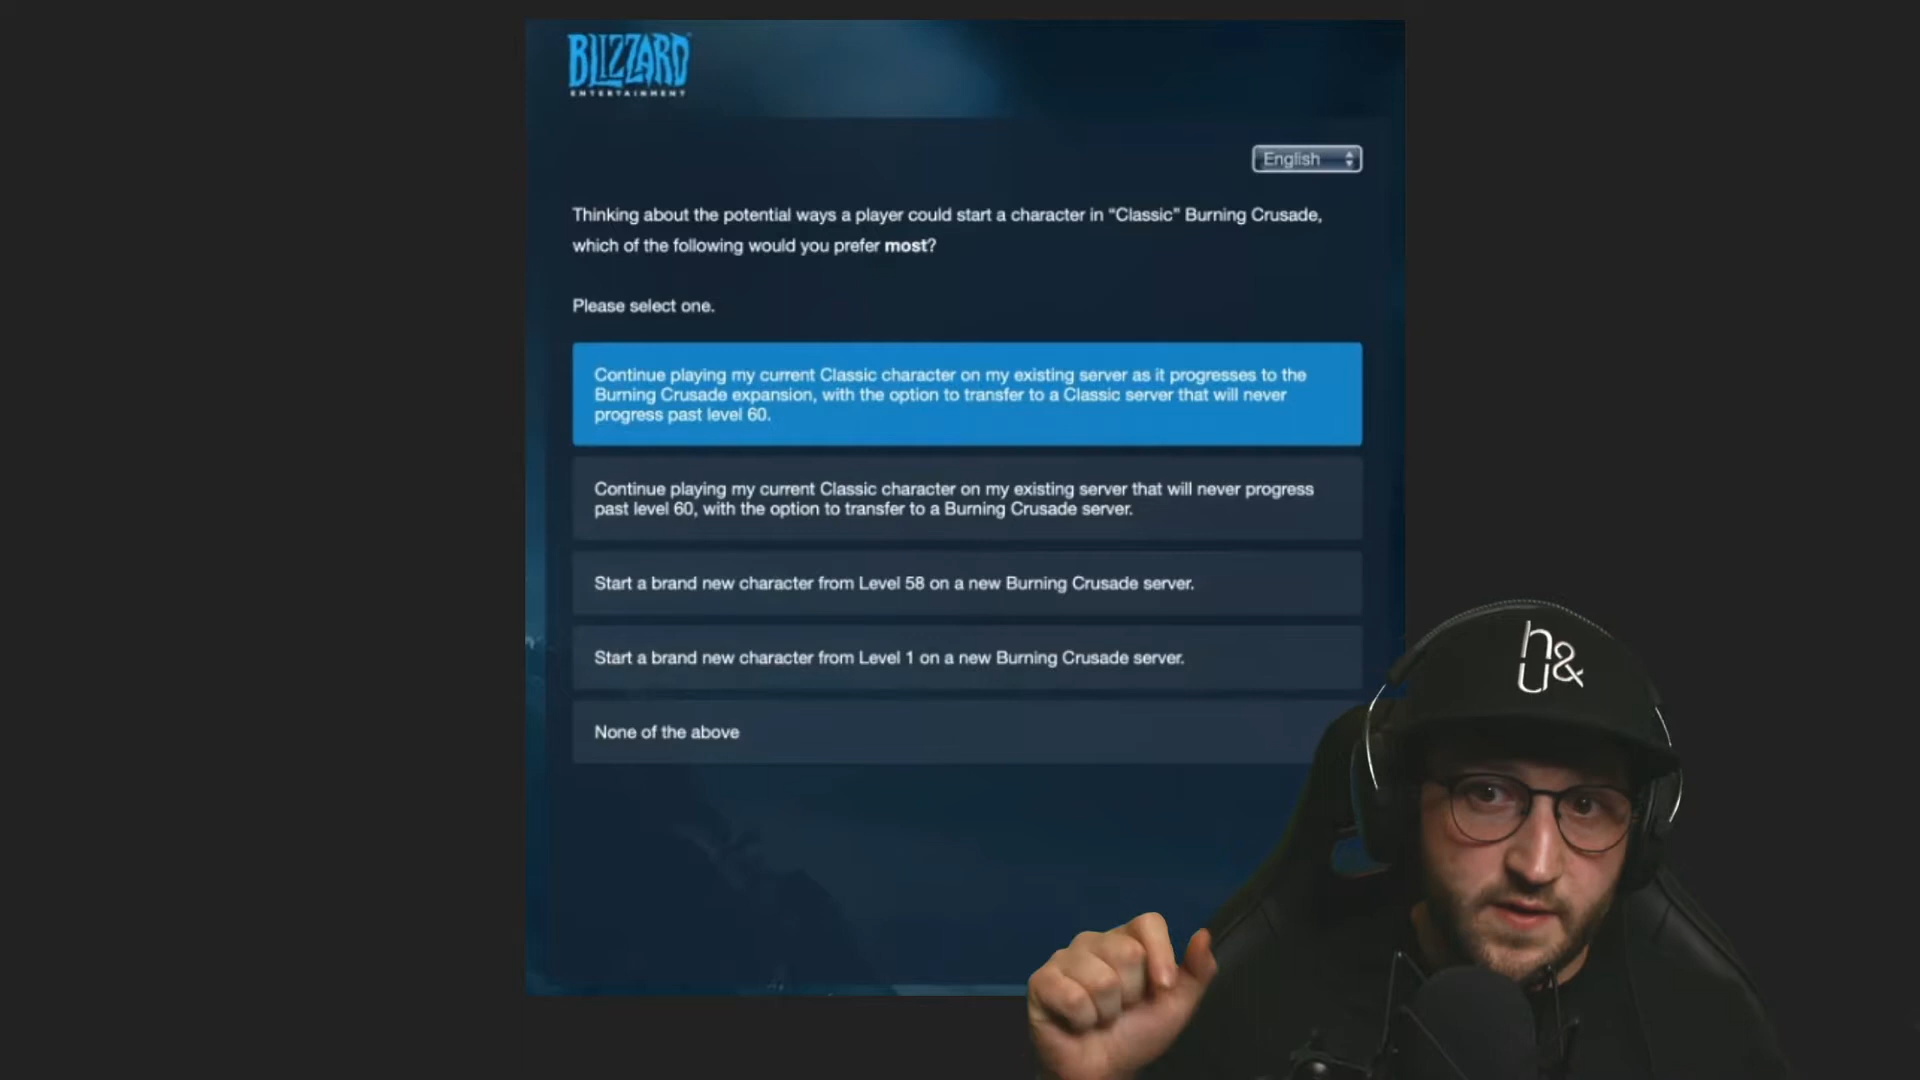 BLIZZARD
ENTERTAINMENT
English
Thinking about the potential ways a player could start a character in “Classic” Burning Crusade,
which of the following would you prefer most?
Please select one.
Continue playing my current Classic character on my existing server as it progresses to the
Burning Crusade expansion, with the option to transfer to a Classic server that will never
progress past level 60.
Continue playing my current Classic character on my existing server that will never progress
past level 60, with the option to transfer to a Burning Crusade server.
Start a brand new character from Level 58 on a new Burning Crusade server.
Start a brand new character from Level 1 on a new Burning Crusade server.
None of the above